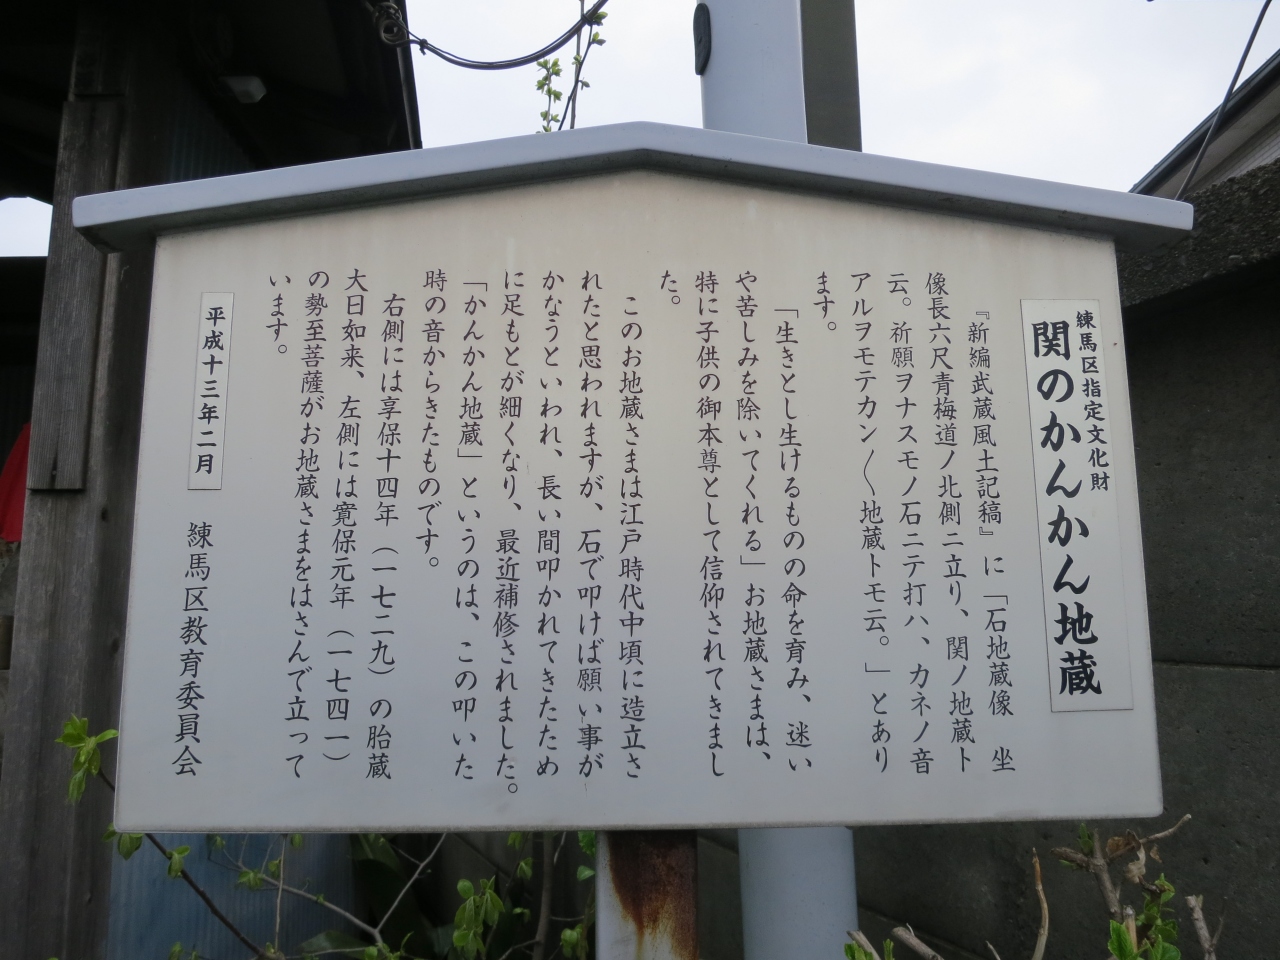 練馬区指定文化財
関のかんかん地蔵
『新編武蔵風土記稿』に「石地蔵像　坐
像長六尺青梅道ノ北側ニ立り、関ノ地蔵ト
云。祈願ヲナスモノ石ニテ打ハ、カネノ音
アルヲモテカン〱地蔵トモ云。」とあり
ます。
「生きとし生けるものの命を育み、迷い
や苦しみを除いてくれる」お地蔵さまは、
特に子供の御本尊として信仰されてきまし
た。
このお地蔵さまは江戸時代中頃に造立さ
れたと思われますが、石で叩けば願い事が
かなうといわれ、長い間叩かれてきたため
に足もとが細くなり、最近補修されました。
「かんかん地蔵」というのは、この叩いた
時の音からきたものです。
右側には享保十四年（一七二九）の胎蔵
大日如来、左側には寛保元年（一七四一）
の勢至菩薩がお地蔵さまをはさんで立って
います。
平成十三年二月
練馬区教育委員会